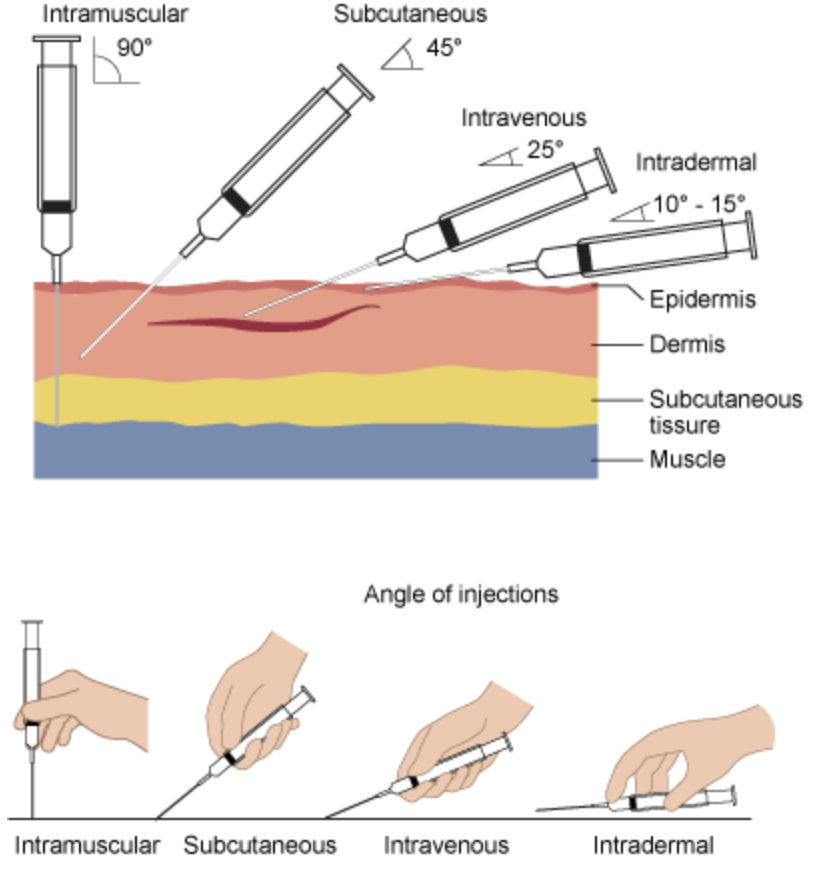 Intramuscular
90°
Subcutaneous
45°
Intravenous
25°
Intradermal
10° - 15°
Epidermis
Dermis
Subcutaneous
tissure
Muscle
Angle of injections
Intramuscular
Subcutaneous
Intravenous
Intradermal